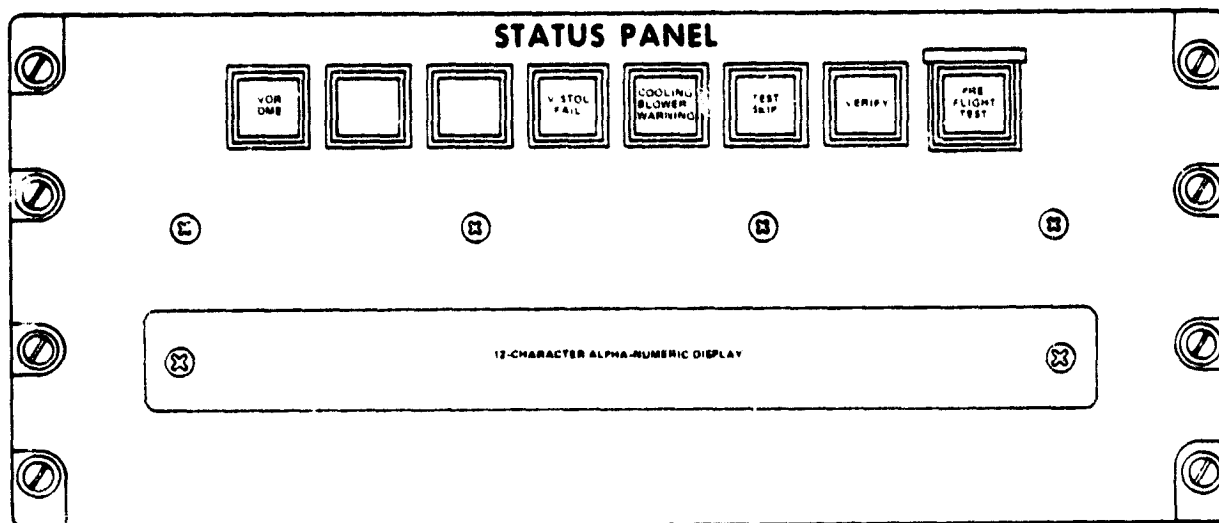 STATUS PANEL
VOR
DME
V/STOL
FAIL
COOLING
BLOWER
WARNING
TEST
SKIP
VERIFY
PRE
FLIGHT
TEST
12-CHARACTER ALPHA-NUMERIC DISPLAY